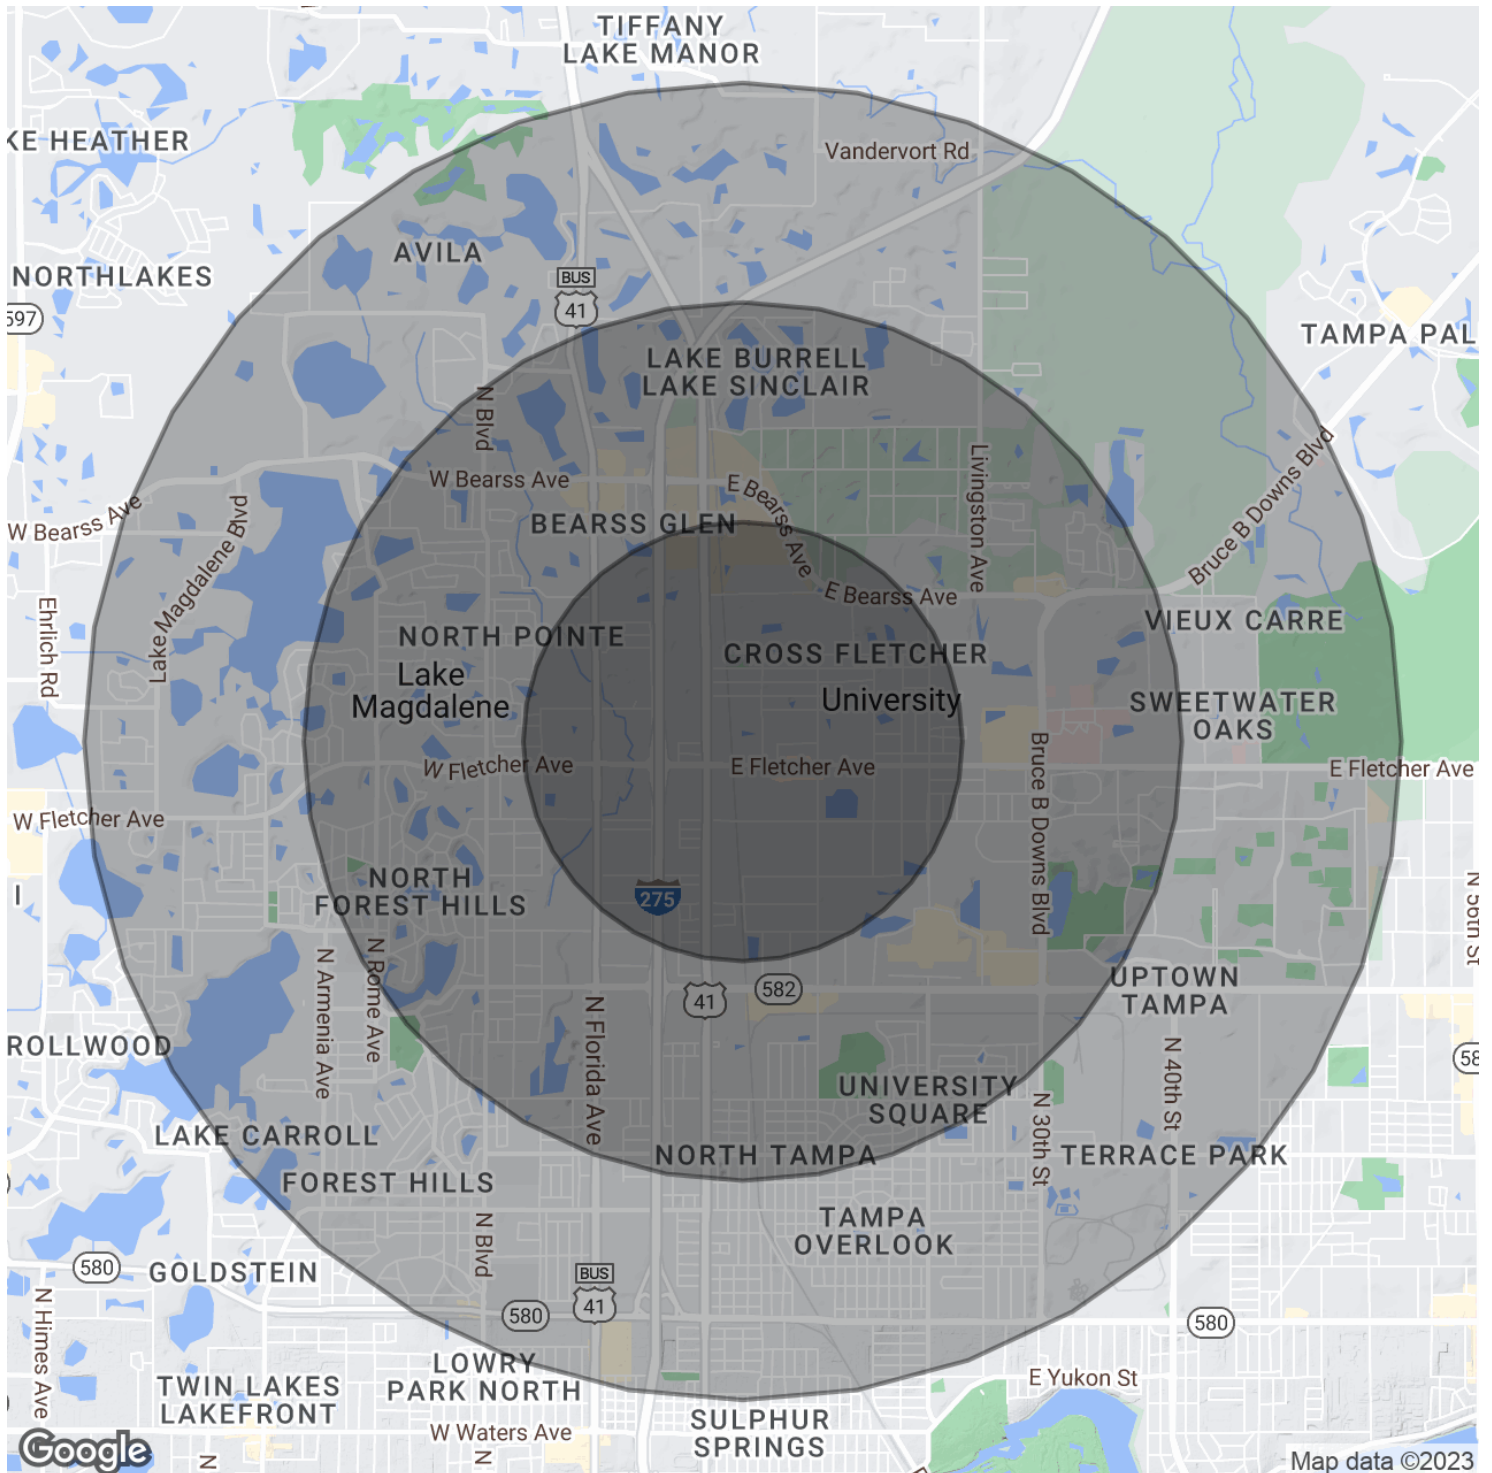 TIFFANY
LAKE MANOR
KE HEATHER
Vandervort Rd
AVILA
NORTHLAKES
BUS
41
597
TAMPA PAL
LAKE BURRELL
LAKE SINCLAIR
N Blvd
W Bearss Ave
E Bearss Ave
Livingston Ave
Bruce B Downs Blvd
W Bearss Ave
Lake Magdalene Blvd
BEARSS GLEN
E Bearss Ave
Ehrlich Rd
VIEUX CARRE
NORTH POINTE
CROSS FLETCHER
Lake
Magdalene
University
SWEETWATER
OAKS
W Fletcher Ave
E Fletcher Ave
E Fletcher Ave
W Fletcher Ave
Bruce B Downs Blvd
NORTH
FOREST HILLS
275
N 56th St
N Rome Ave
N Armenia Ave
UPTOWN
TAMPA
582
41
N Florida Ave
ROLLWOOD
58
N 40th St
UNIVERSITY
SQUARE
N 30th St
LAKE CARROLL
NORTH TAMPA
TERRACE PARK
FOREST HILLS
TAMPA
OVERLOOK
N Blvd
580
GOLDSTEIN
BUS
41
580
580
N Himes Ave
LOWRY
PARK NORTH
E Yukon St
TWIN LAKES
LAKEFRONT
SULPHUR
SPRINGS
W Waters Ave
N
N
Google
Map data ©2023